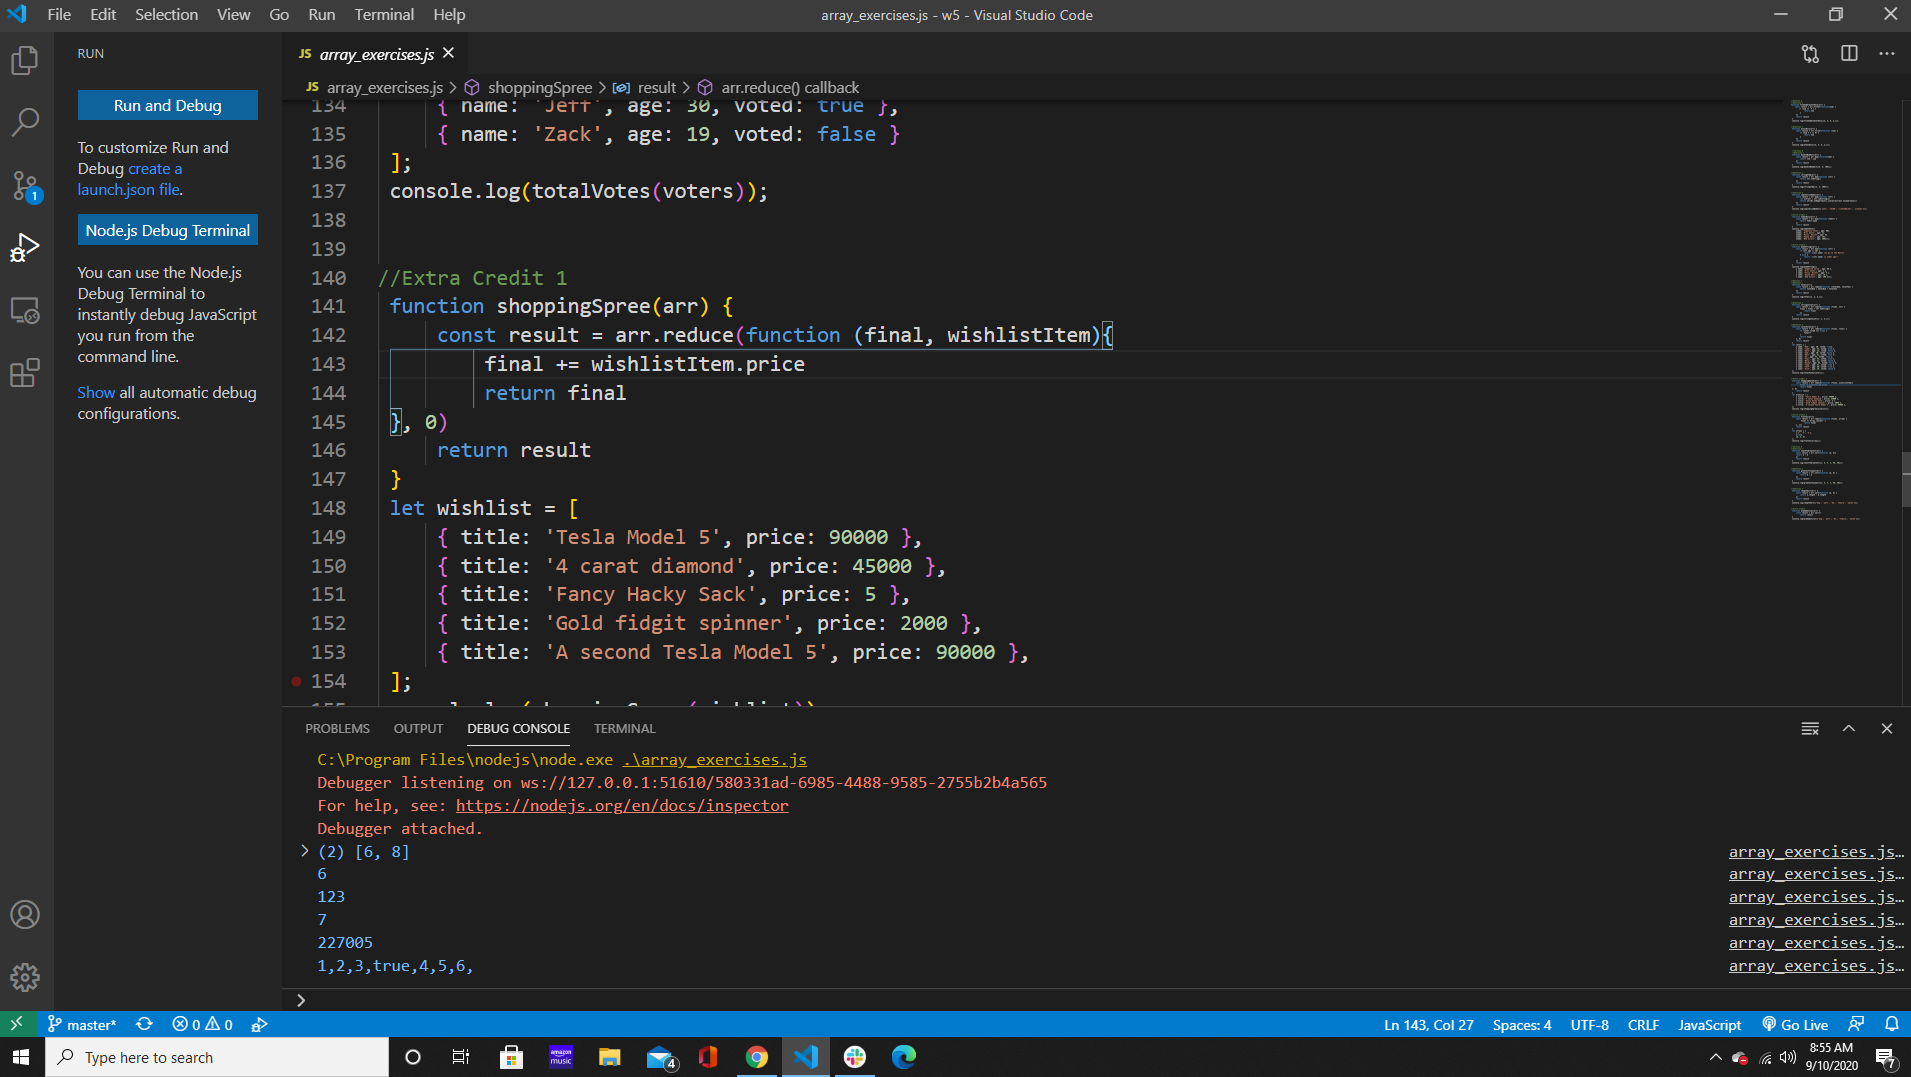 File Edit Selection View Go Run Terminal Help
array_exercises.js - w5 - Visual Studio Code
RUN
Run and Debug
To customize Run and
Debug create a
launch.json file.
Node.js Debug Terminal
You can use the Node.js
Debug Terminal to
instantly debug JavaScript
you run from the
command line.
Show all automatic debug
configurations.
JS array_exercises.js
JS array_exercises.js > shoppingSpree > result > arr.reduce() callback
134 { name: 'Jeff', age: 30, voted: true },
135 { name: 'Zack', age: 19, voted: false }
136 ];
137 console.log(totalVotes(voters));
138
139
140 //Extra Credit 1
141 function shoppingSpree(arr) {
142 const result = arr.reduce(function (final, wishlistItem){
143 final += wishlistItem.price
144 return final
145 }, 0)
146 return result
147 }
148 let wishlist = [
149 { title: 'Tesla Model 5', price: 90000 },
150 { title: '4 carat diamond', price: 45000 },
151 { title: 'Fancy Hacky Sack', price: 5 },
152 { title: 'Gold fidgit spinner', price: 2000 },
153 { title: 'A second Tesla Model 5', price: 90000 },
154 ];
PROBLEMS OUTPUT DEBUG CONSOLE TERMINAL
C:\Program Files\nodejs\node.exe .\array_exercises.js
Debugger listening on ws://127.0.0.1:51610/580331ad-6985-4488-9585-2755b2b4a565
For help, see: https://nodejs.org/en/docs/inspector
Debugger attached.
(2) [6, 8] array_exercises.js…
6 array_exercises.js…
123 array_exercises.js…
7 array_exercises.js…
227005 array_exercises.js…
1,2,3,true,4,5,6, array_exercises.js…
master* 0 0 Ln 143, Col 27 Spaces: 4 UTF-8 CRLF JavaScript Go Live
Type here to search
amazon music
4
8:55 AM
9/10/2020
7
1